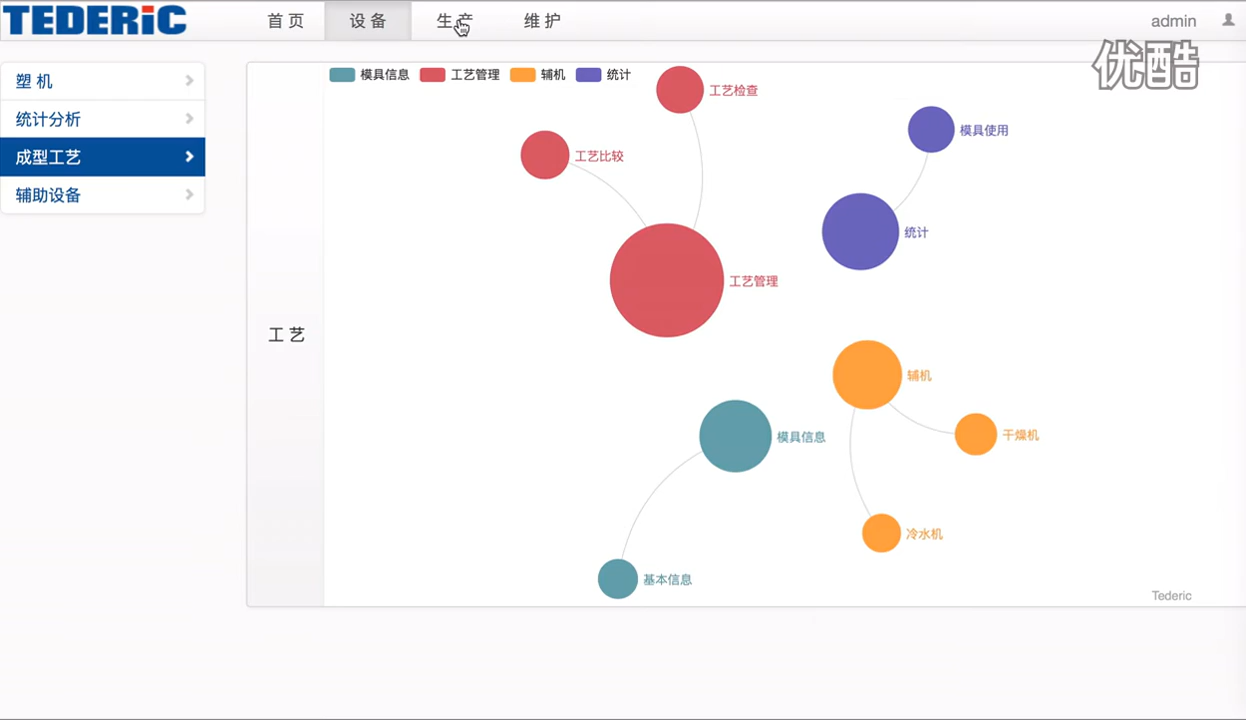 TEDERiC 首 页 设 备 生 产 维 护 admin
优酷
塑 机
统计分析
成型工艺
辅助设备
模具信息 工艺管理 辅机 统计
工艺检查
模具使用
工艺比较
统计
工艺管理
工 艺
辅机
模具信息
干燥机
冷水机
基本信息
Tederic